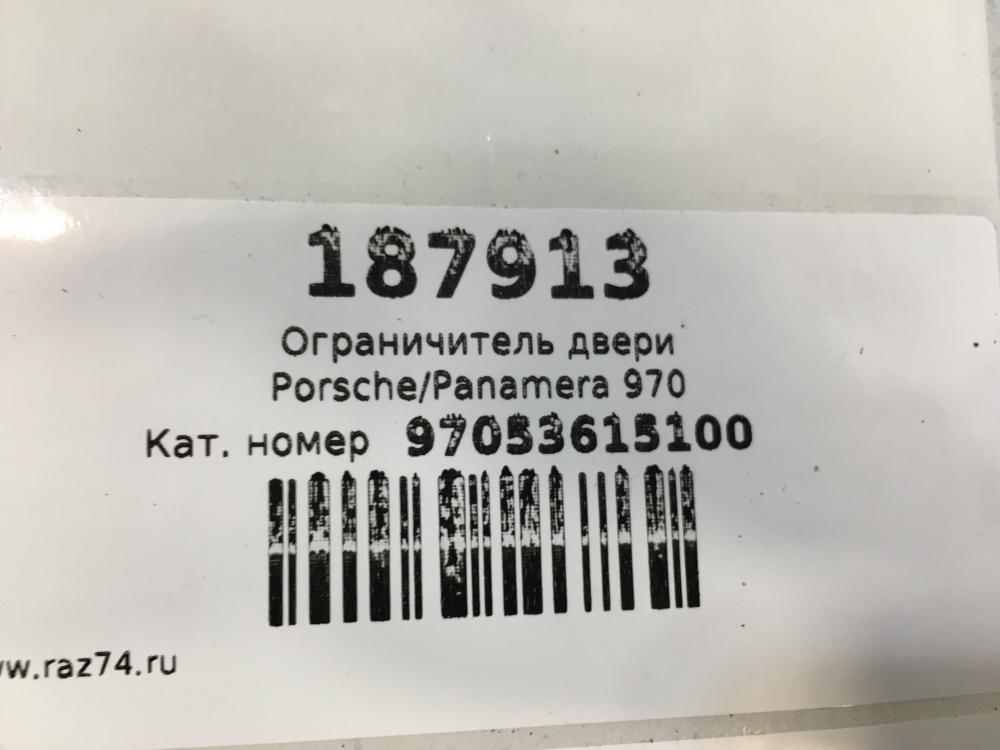 187913
Ограничитель двери
Porsche/Panamera 970
Кат. номер 97053615100
w.raz74.ru